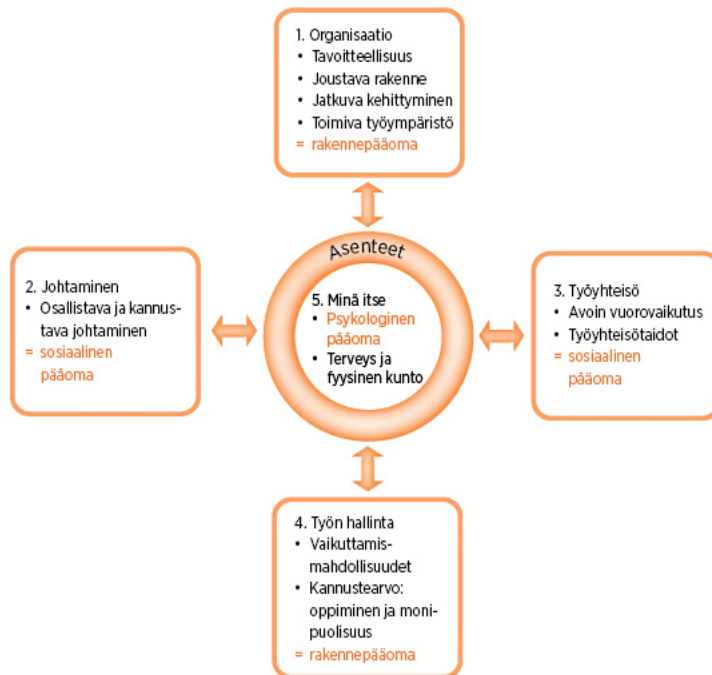 1. Organisaatio
• Tavoitteellisuus
• Joustava rakenne
• Jatkuva kehittyminen
• Toimiva työympäristö
= rakennepääoma
2. Johtaminen
• Osallistava ja kannus-
tava johtaminen
= sosiaalinen
pääoma
Asenteet
5. Minä itse
• Psykologinen
pääoma
• Terveys ja
fyysinen kunto
3. Työyhteisö
• Avoin vuorovaikutus
• Työyhteisötaidot
= sosiaalinen
pääoma
4. Työn hallinta
• Vaikuttamis-
mahdollisuudet
• Kannustearvo:
oppiminen ja moni-
puolisuus
= rakennepääoma